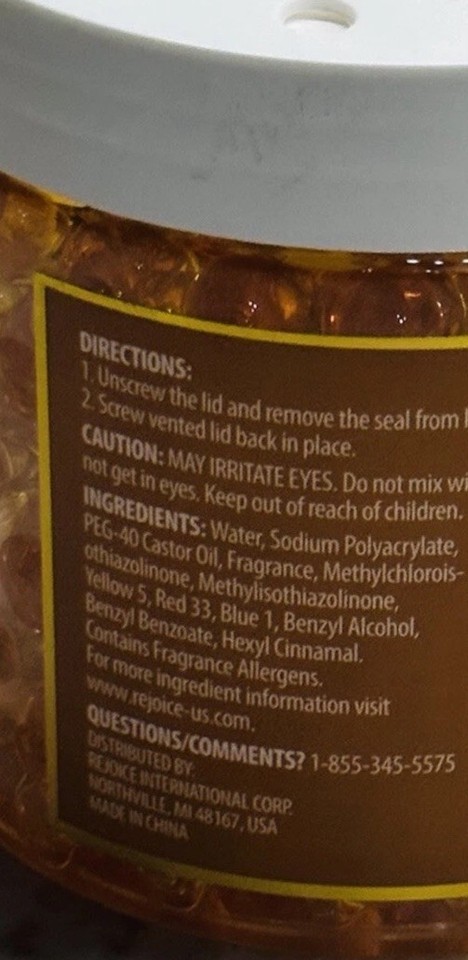 DIRECTIONS:
1. Unscrew the lid and remove the seal from
2. Screw vented lid back in place.
CAUTION: MAY IRRITATE EYES. Do not mix wi
not get in eyes. Keep out of reach of children.
INGREDIENTS: Water, Sodium Polyacrylate,
PEG-40 Castor Oil, Fragrance, Methylchlorois-
othiazolinone, Methylisothiazolinone,
Yellow 5, Red 33, Blue 1, Benzyl Alcohol,
Benzyl Benzoate, Hexyl Cinnamal.
Contains Fragrance Allergens.
For more ingredient information visit
www.rejoice-us.com.
QUESTIONS/COMMENTS? 1-855-345-5575
DISTRIBUTED BY:
REJOICE INTERNATIONAL CORP.
NORTHVILLE, MI 48167, USA
MADE IN CHINA